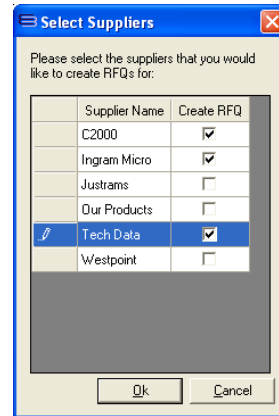 Select Suppliers
Please select the suppliers that you would
like to create RFQs for:
Supplier Name Create RFQ
C2000
Ingram Micro
Justrams
Our Products
Tech Data
Westpoint
Ok Cancel